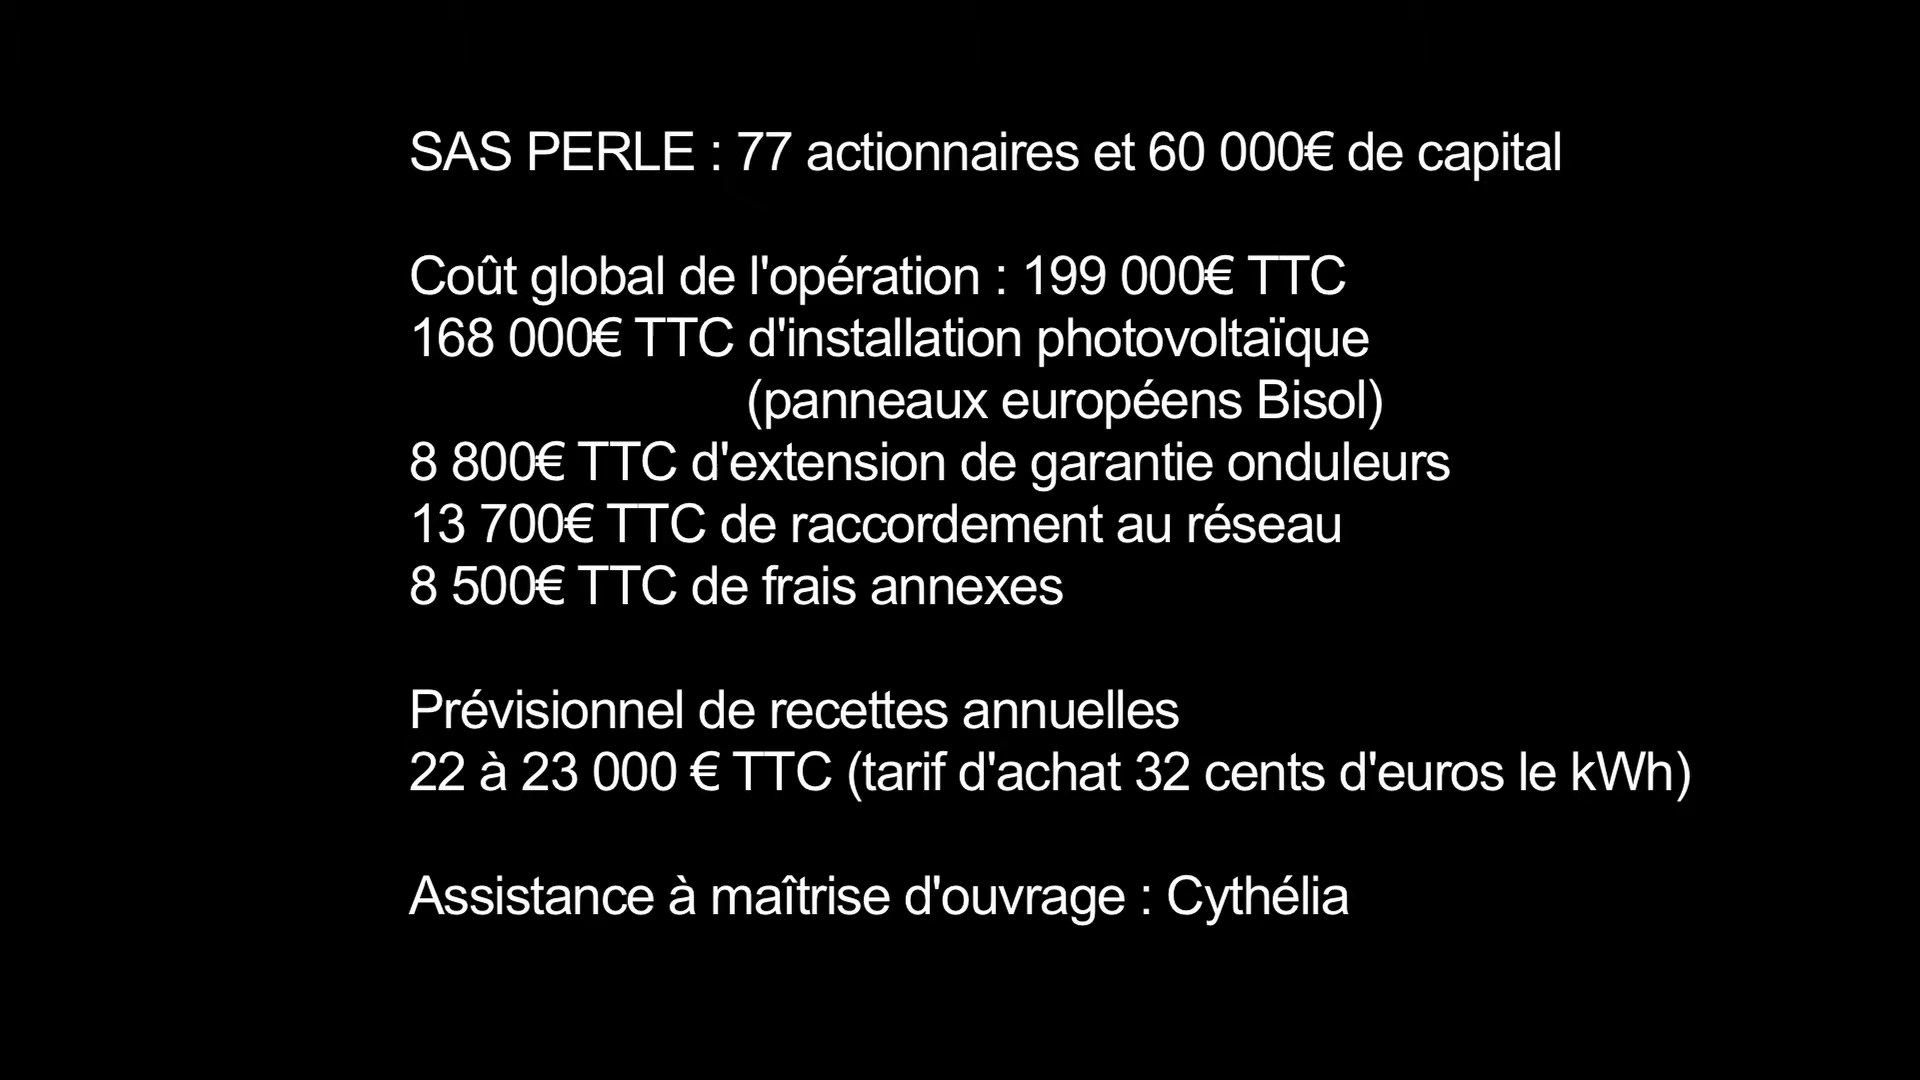 SAS PERLE : 77 actionnaires et 60 000€ de capital
Coût global de l'opération : 199 000€ TTC
168 000€ TTC d'installation photovoltaïque
(panneaux européens Bisol)
8 800€ TTC d'extension de garantie onduleurs
13 700€ TTC de raccordement au réseau
8 500€ TTC de frais annexes
Prévisionnel de recettes annuelles
22 à 23 000 € TTC (tarif d'achat 32 cents d'euros le kWh)
Assistance à maîtrise d'ouvrage : Cythélia